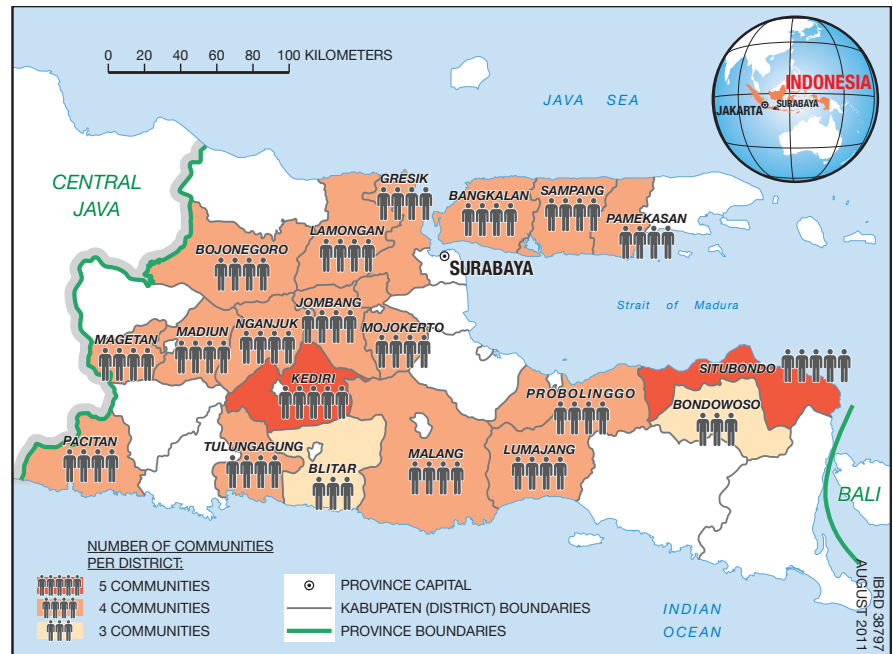 0 20 40 60 80 100 KILOMETERS
JAVA SEA
INDONESIA
JAKARTA
SURABAYA
CENTRAL
JAVA
GRESIK
BANGKALAN
SAMPANG
PAMEKASAN
LAMONGAN
BOJONEGORO
SURABAYA
Strait of Madura
JOMBANG
NGANJUK
MADIUN
MAGETAN
MOJOKERTO
KEDIRI
SITUBONDO
PROBOLINGGO
BONDOWOSO
PACITAN
TULUNGAGUNG
BLITAR
MALANG
LUMAJANG
BALI
NUMBER OF COMMUNITIES
PER DISTRICT:
5 COMMUNITIES
4 COMMUNITIES
3 COMMUNITIES
PROVINCE CAPITAL
KABUPATEN (DISTRICT) BOUNDARIES
PROVINCE BOUNDARIES
INDIAN
OCEAN
IBRD 38797
AUGUST 2011